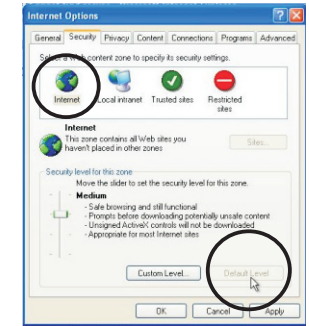 Internet Options
General Security Privacy Content Connections Programs Advanced
Select a Web content zone to specify its security settings.
Internet Local intranet Trusted sites Restricted sites
Internet
This zone contains all Web sites you
haven't placed in other zones
Sites...
Security level for this zone
Move the slider to set the security level for this zone.
Medium
- Safe browsing and still functional
- Prompts before downloading potentially unsafe content
- Unsigned ActiveX controls will not be downloaded
- Appropriate for most Internet sites
Custom Level... Default Level
OK Cancel Apply